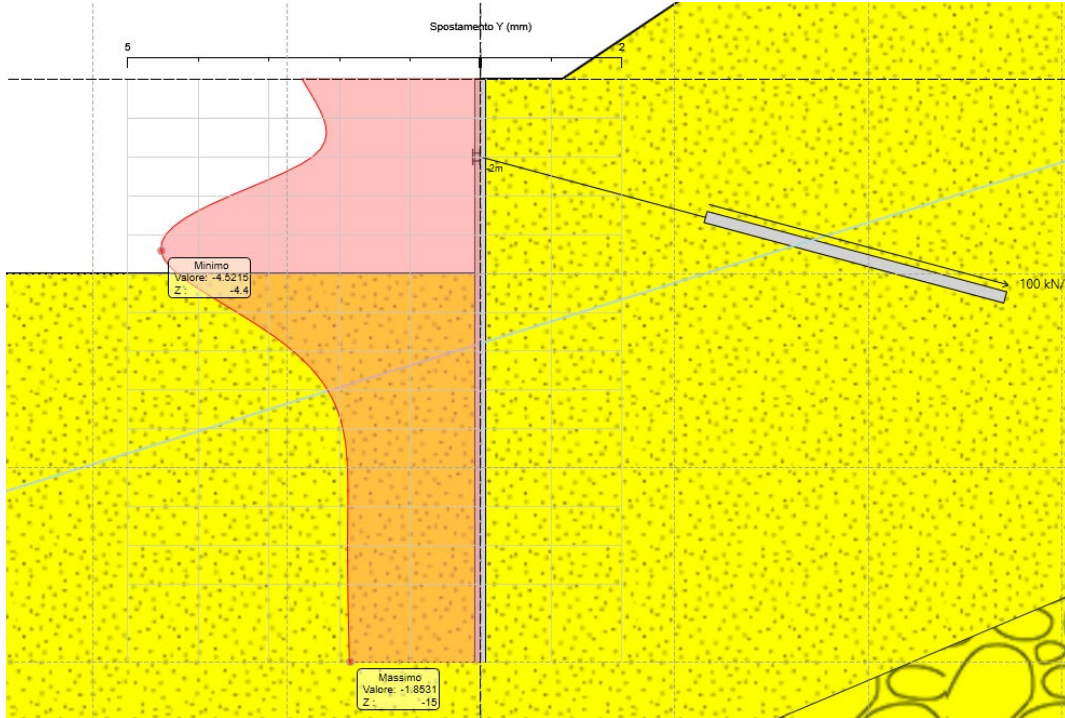 Spostamento Y (mm)
5
2
-2m
Minimo
Valore: -4.5215
Z : -4.4
100 kN/
Massimo
Valore: -1.8531
Z : -15